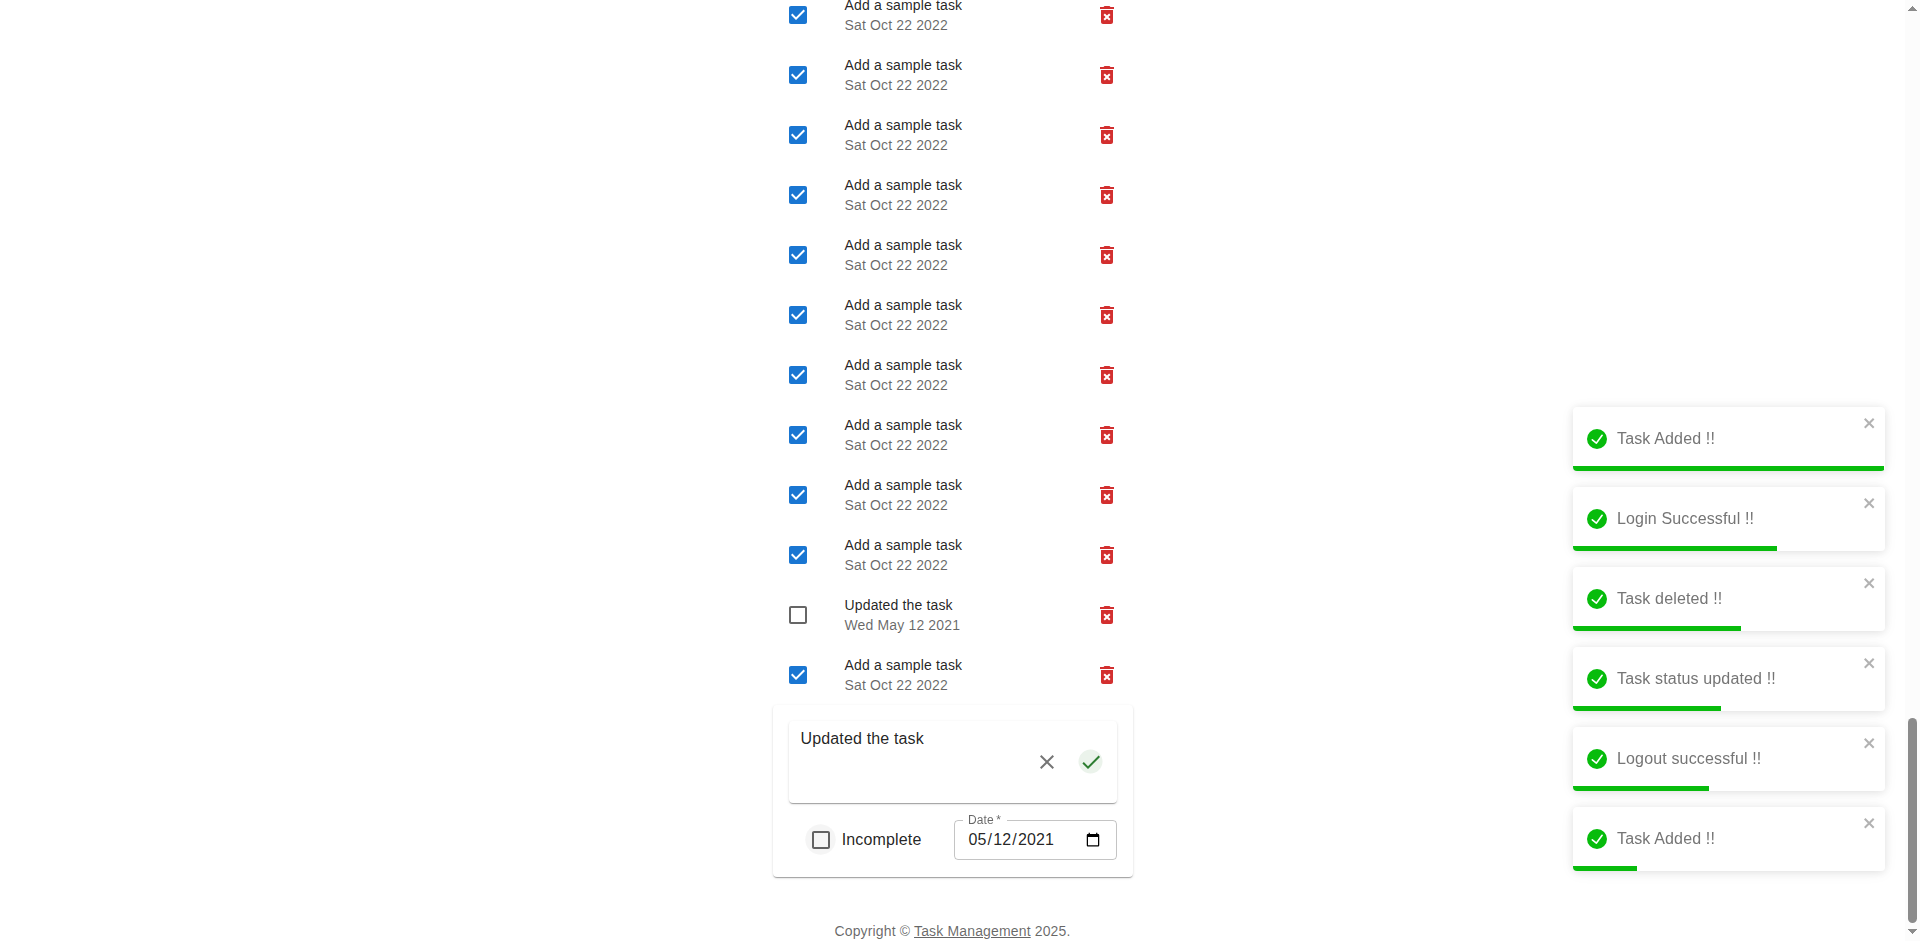 Add a sample task
Sat Oct 22 2022
Add a sample task
Sat Oct 22 2022
Add a sample task
Sat Oct 22 2022
Add a sample task
Sat Oct 22 2022
Add a sample task
Sat Oct 22 2022
Add a sample task
Sat Oct 22 2022
Add a sample task
Sat Oct 22 2022
Add a sample task
Sat Oct 22 2022
Add a sample task
Sat Oct 22 2022
Add a sample task
Sat Oct 22 2022
Updated the task
Wed May 12 2021
Add a sample task
Sat Oct 22 2022
Updated the task
Incomplete
Date *
05/12/2021
Copyright © Task Management 2025.
Task Added !!
Login Successful !!
Task deleted !!
Task status updated !!
Logout successful !!
Task Added !!